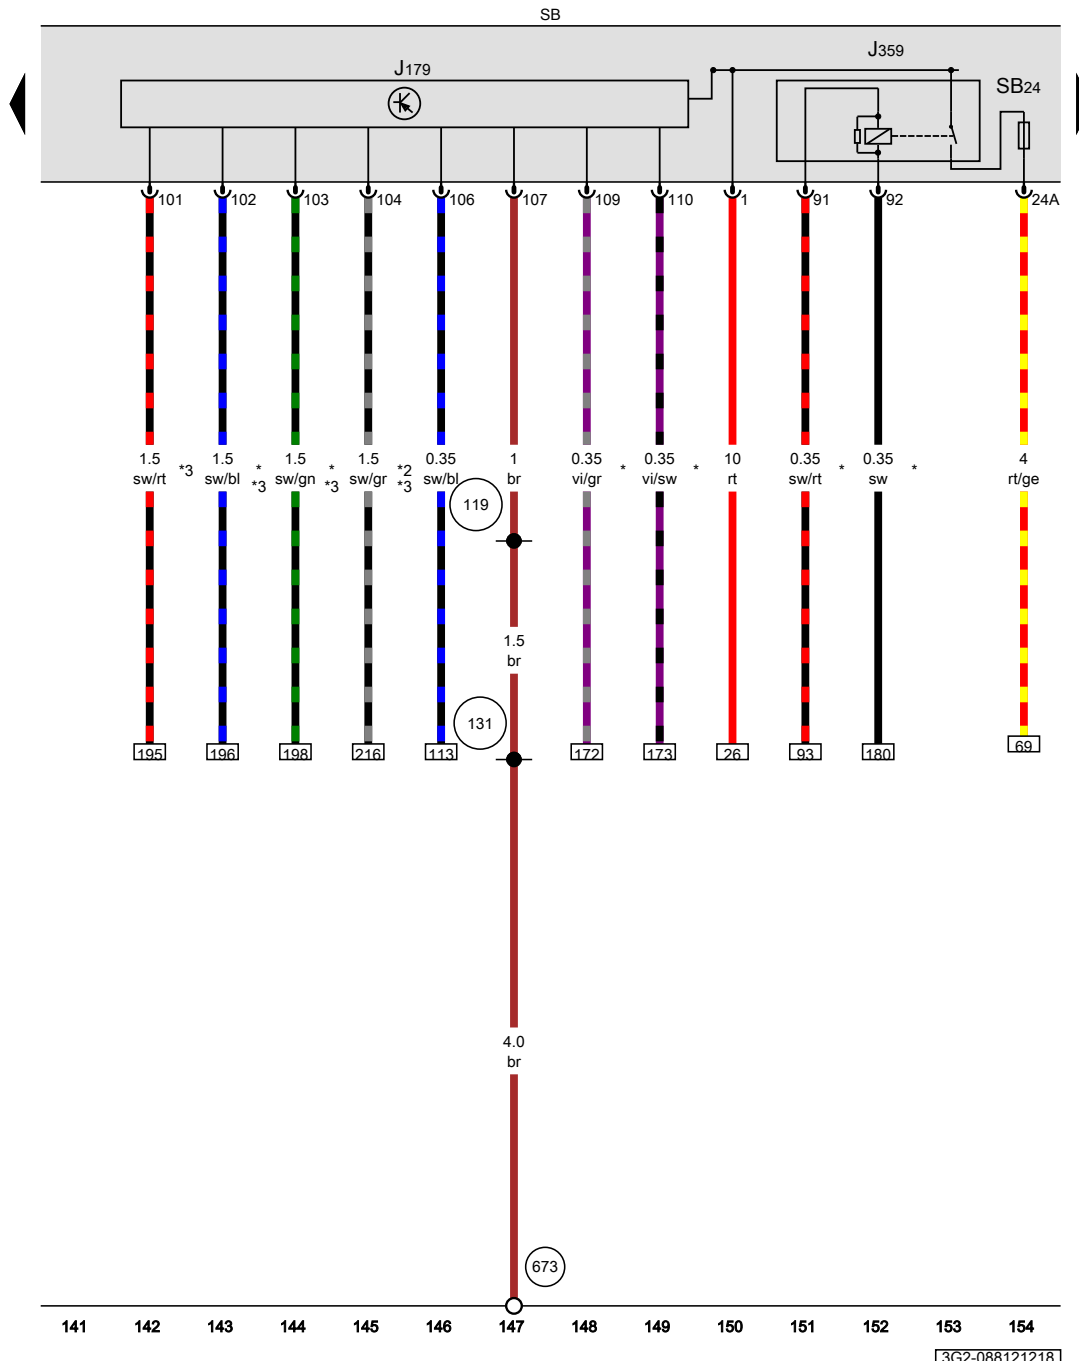 SB
J359
J179
SB24
101 102 103 104 106 107 109 110 1 91 92 24A
1.5 1.5 1.5 1.5 0.35 1 0.35 0.35 10 0.35 0.35 4
*3 * * *2 * * * *
sw/rt sw/bl sw/gn sw/gr sw/bl br vi/gr vi/sw rt sw/rt sw rt/ge
*3 *3 *3
119
1.5
br
131
195 196 198 216 113 172 173 26 93 180 69
4.0
br
673
141 142 143 144 145 146 147 148 149 150 151 152 153 154
3G2-088121218